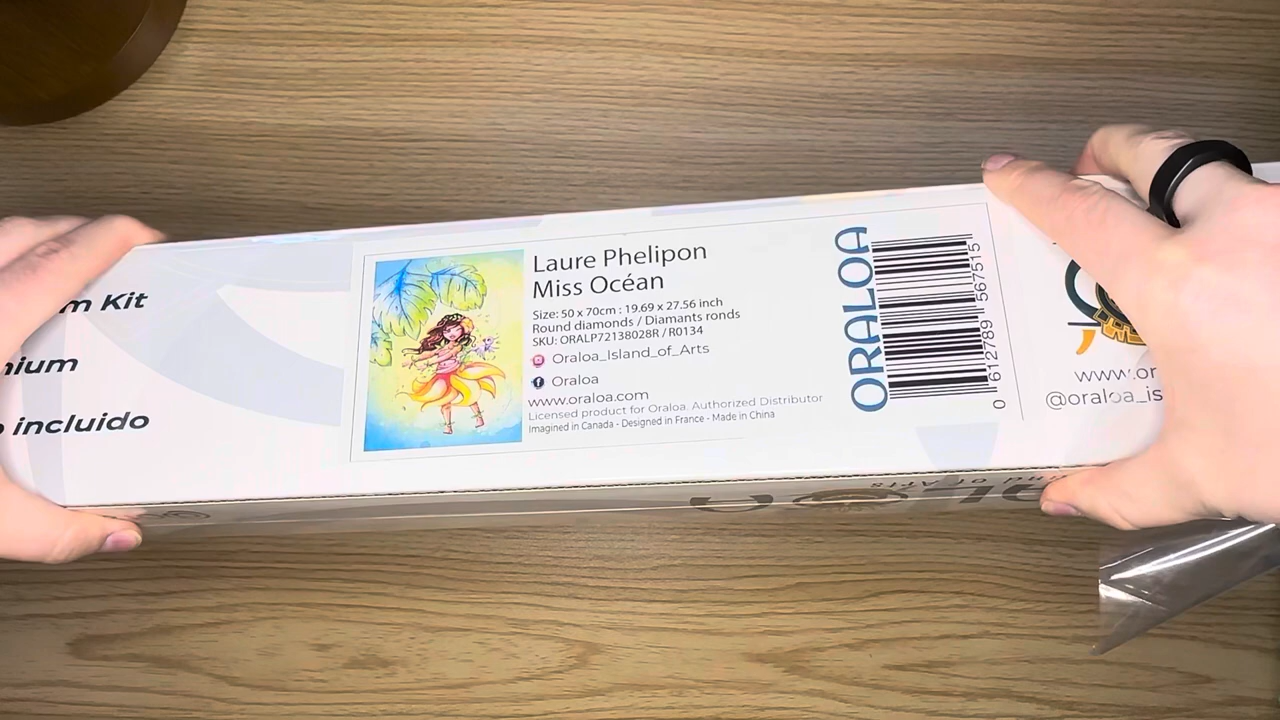 m Kit
nium
incluido
Laure Phelipon
Miss Océan
Size: 50 x 70cm : 19.69 x 27.56 inch
Round diamonds / Diamants ronds
SKU: ORALP72138028R / R0134
Oraloa_Island_of_Arts
Oraloa
www.oraloa.com
Licensed product for Oraloa. Authorized Distributor
Imagined in Canada - Designed in France - Made in China
ORALOA
0 612789 567515
www.or
@oraloa_is